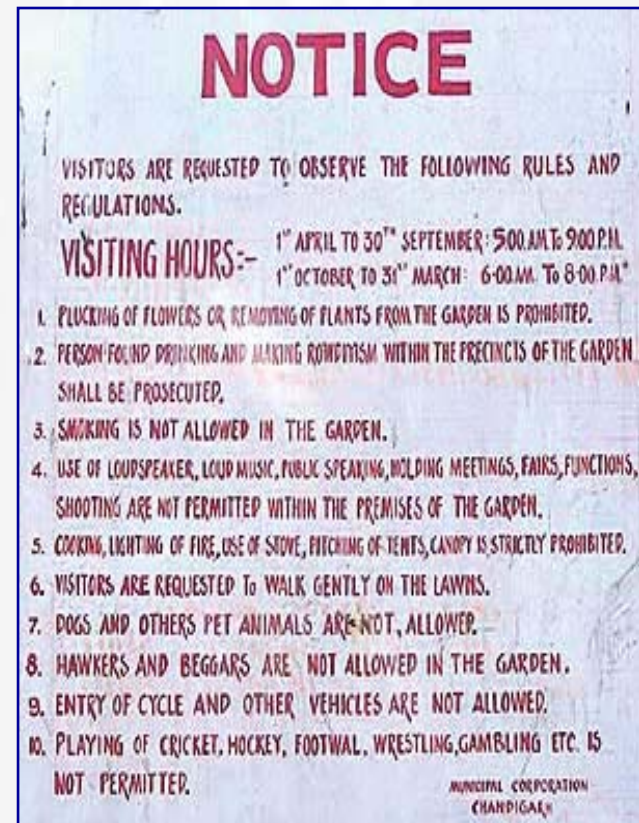 NOTICE
VISITORS ARE REQUESTED TO OBSERVE THE FOLLOWING RULES AND
REGULATIONS.
VISITING HOURS:- 1ST APRIL TO 30TH SEPTEMBER: 5:00.AM.TO 9:00P.M.
1ST OCTOBER TO 31ST MARCH: 6:00.AM. TO 8:00.P.M"
1. PLUCKING OF FLOWERS OR REMOVING OF PLANTS FROM THE GARDEN IS PROHIBITED.
2. PERSON FOUND DRINKING AND MAKING ROWDYISM WITHIN THE PRECINCTS OF THE GARDEN
SHALL BE PROSECUTED.
3. SMOKING IS NOT ALLOWED IN THE GARDEN.
4. USE OF LOUDSPEAKER, LOUD MUSIC, PUBLIC SPEAKING, HOLDING MEETINGS, FAIRS, FUNCTIONS,
SHOOTING ARE NOT PERMITTED WITHIN THE PREMISES OF THE GARDEN.
5. COOKING, LIGHTING OF FIRE, USE OF STOVE, PITCHING OF TENTS, CANOPY IS STRICTLY PROHIBITED.
6. VISITORS ARE REQUESTED To WALK GENTLY ON THE LAWNS.
7. DOGS AND OTHERS PET ANIMALS ARE NOT, ALLOWED.
8. HAWKERS AND BEGGARS ARE NOT ALLOWED IN THE GARDEN.
9. ENTRY OF CYCLE AND OTHER VEHICLES ARE NOT ALLOWED.
10. PLAYING OF CRICKET, HOCKEY, FOOTWAL, WRESTLING, GAMBLING ETC. IS
NOT PERMITTED.
MUNICIPAL CORPORATION
CHANDIGARH